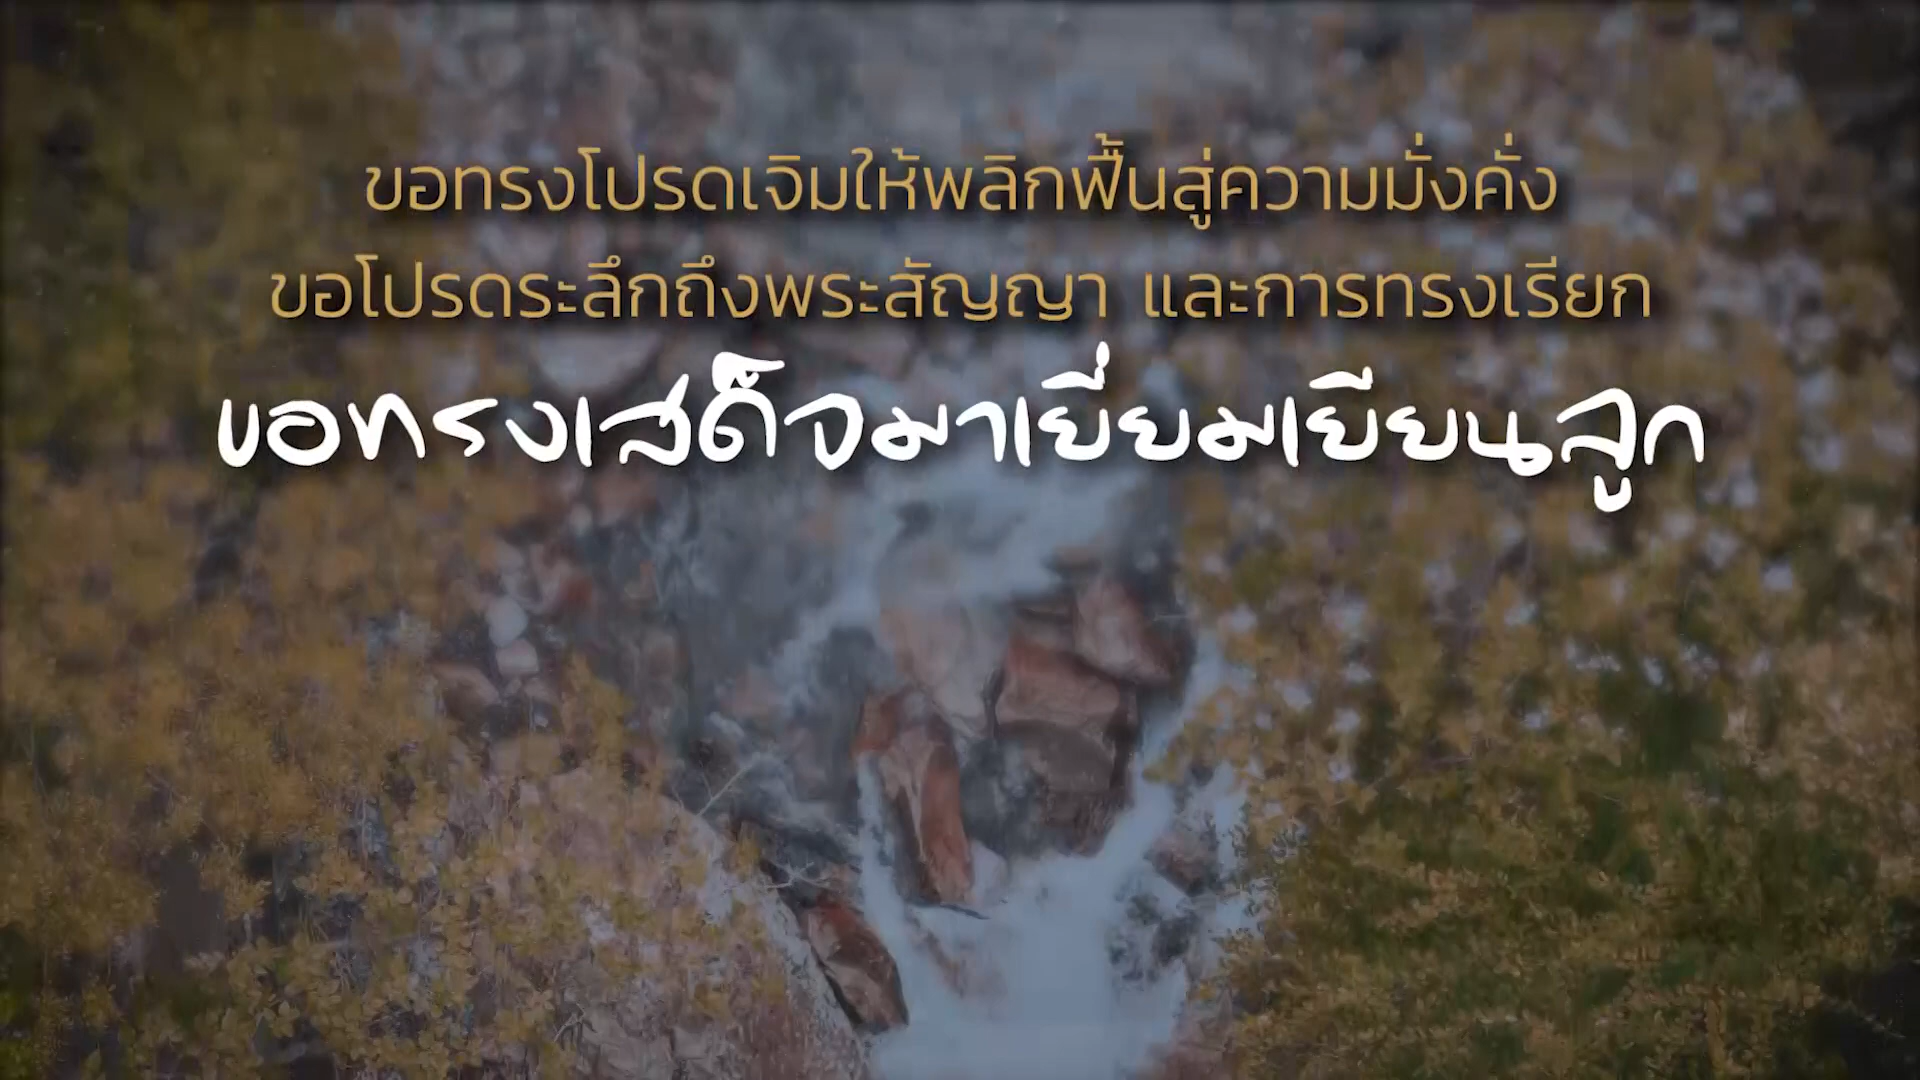 ขอทรงโปรดเจิมให้พลิกฟื้นสู่ความมั่งคั่ง
ขอโปรดระลึกถึงพระสัญญา และการทรงเรียก
ขอทรงเสด็จมาเยี่ยมเยียนลูก